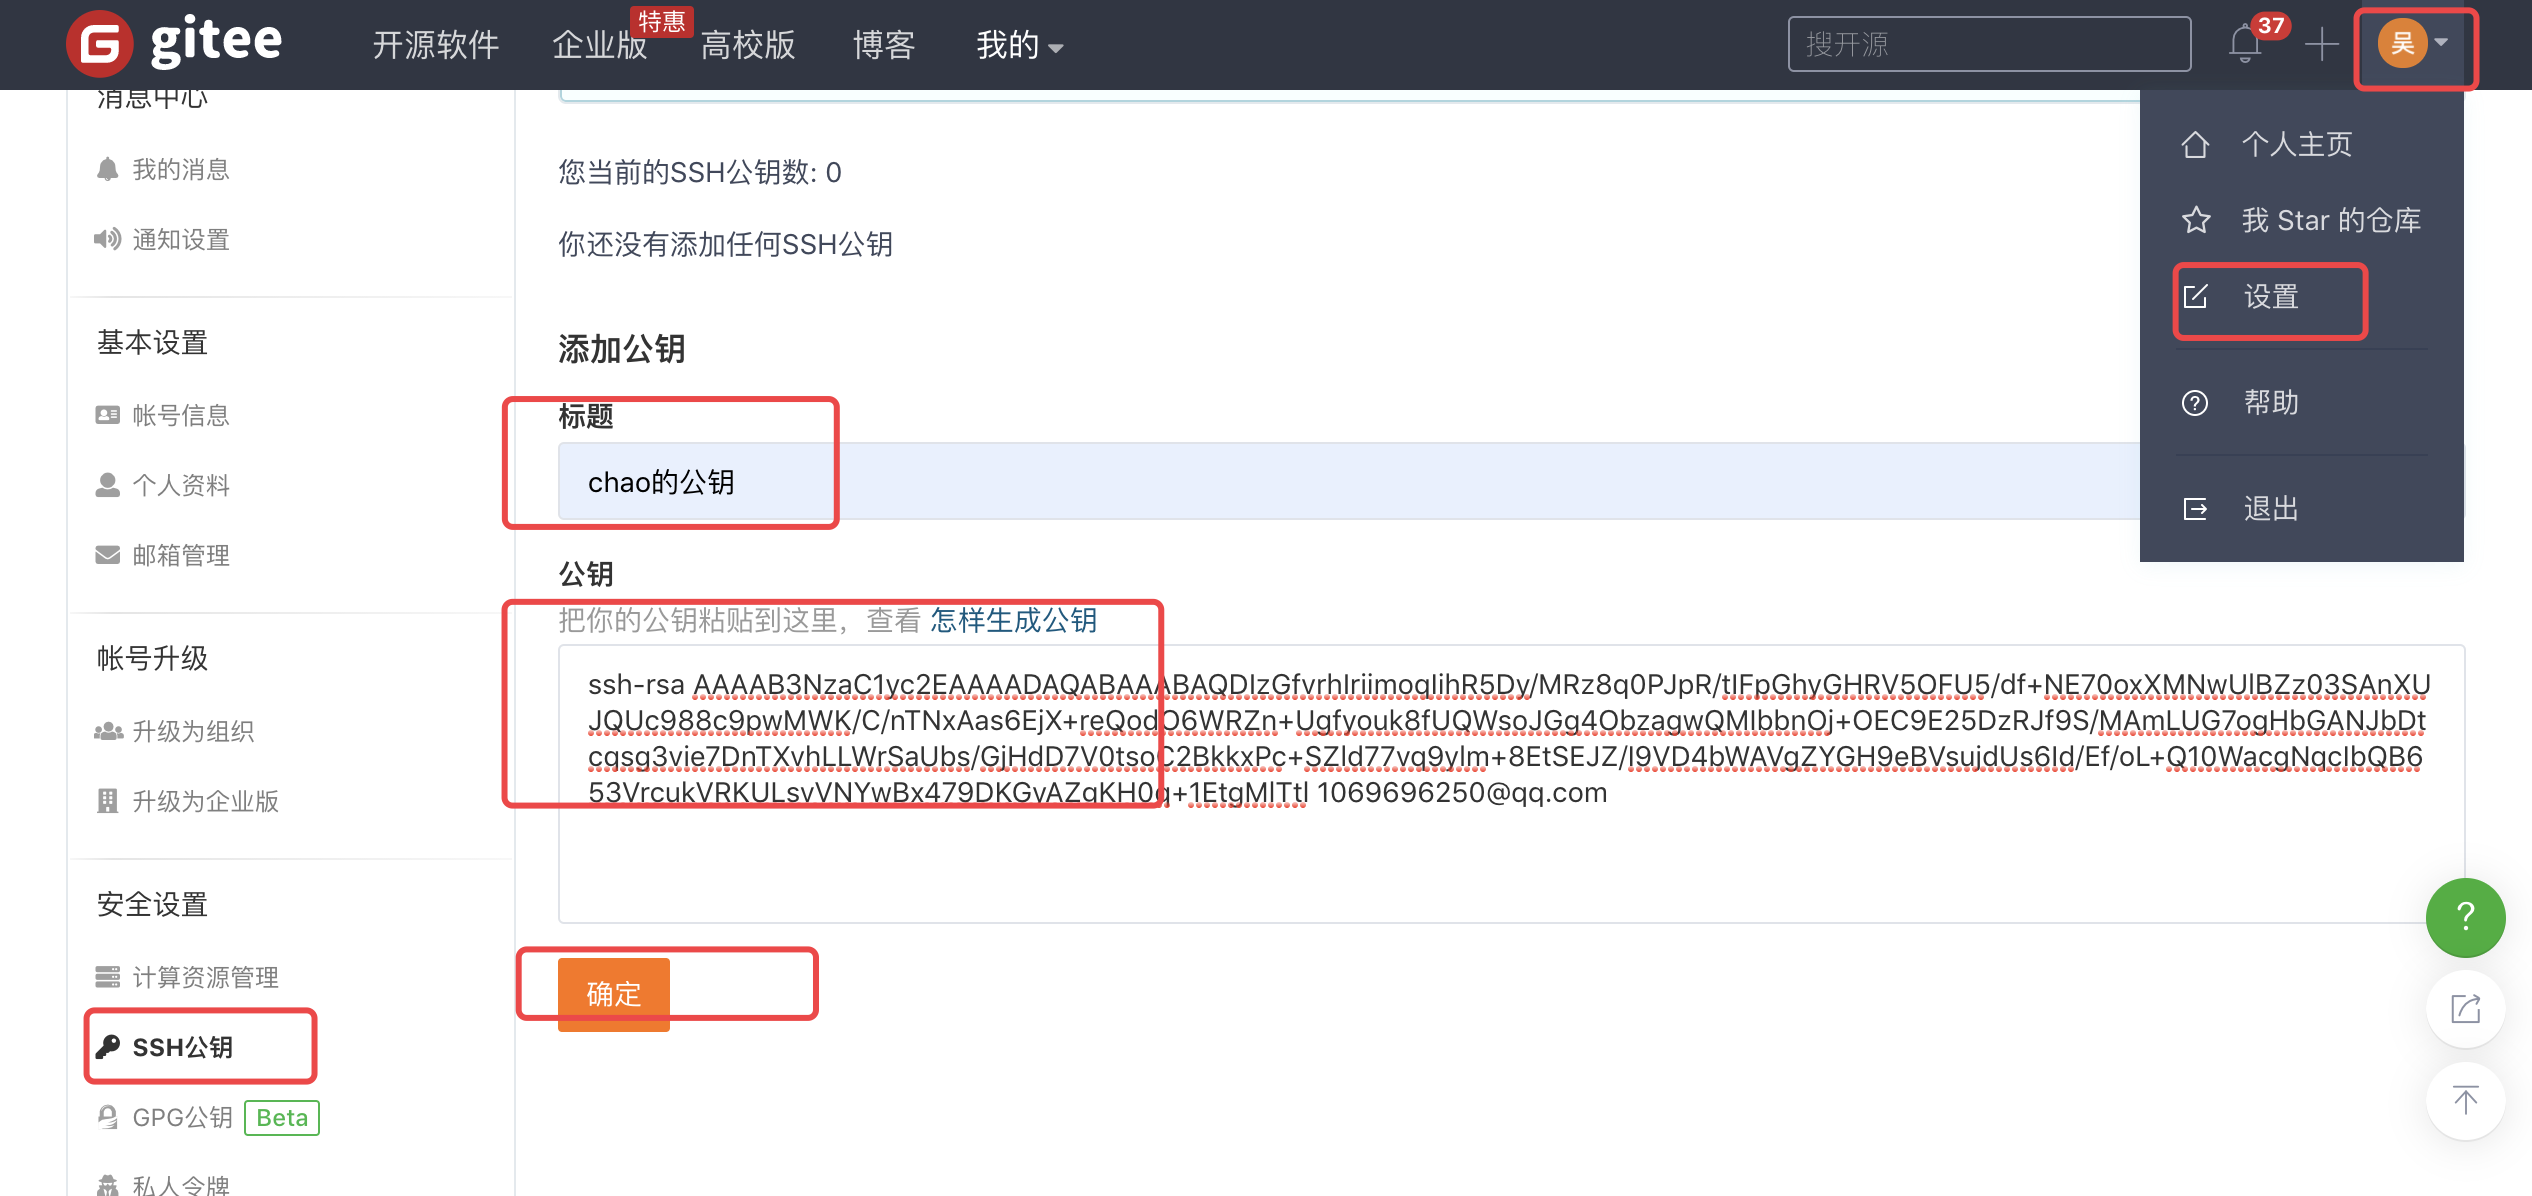 gitee 开源软件 企业版 特惠 高校版 博客 我的 搜开源 37 吴
消息中心
我的消息
通知设置
基本设置
帐号信息
个人资料
邮箱管理
帐号升级
升级为组织
升级为企业版
安全设置
计算资源管理
SSH公钥
GPG公钥 Beta
私人令牌
您当前的SSH公钥数: 0
你还没有添加任何SSH公钥
添加公钥
标题
chao的公钥
公钥
把你的公钥粘贴到这里，查看 怎样生成公钥
ssh-rsa AAAAB3NzaC1yc2EAAAADAQABAAABAQDIzGfvrhIriimoqIihR5Dy/MRz8q0PJpR/tIFpGhyGHRV5OFU5/df+NE70oxXMNwUlBZz03SAnXU
JQUc988c9pwMWK/C/nTNxAas6EjX+reQodO6WRZn+Ugfyouk8fUQWsoJGg4ObzagwQMIbbnOj+OEC9E25DzRJf9S/MAmLUG7ogHbGANJbDt
cqsg3vie7DnTXvhLLWrSaUbs/GjHdD7V0tsoC2BkkxPc+SZld77vq9ylm+8EtSEJZ/I9VD4bWAVgZYGH9eBVsujdUs6Id/Ef/oL+Q10WacgNqcIbQB6
53VrcukVRKULsvVNYwBx479DKGvAZqKH0q+1EtgMlTtl 1069696250@qq.com
确定
个人主页
我 Star 的仓库
设置
帮助
退出